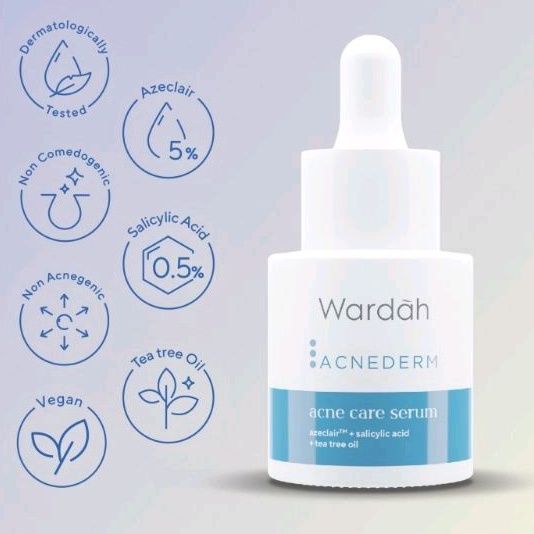 Dermatologically
Tested
Azeclair
5%
Non Comedogenic
Salicylic Acid
0.5%
Non Acnegenic
Tea tree Oil
Vegan
Wardāh
ACNEDERM
acne care serum
azeclair™ + salicylic acid
+ tea tree oil